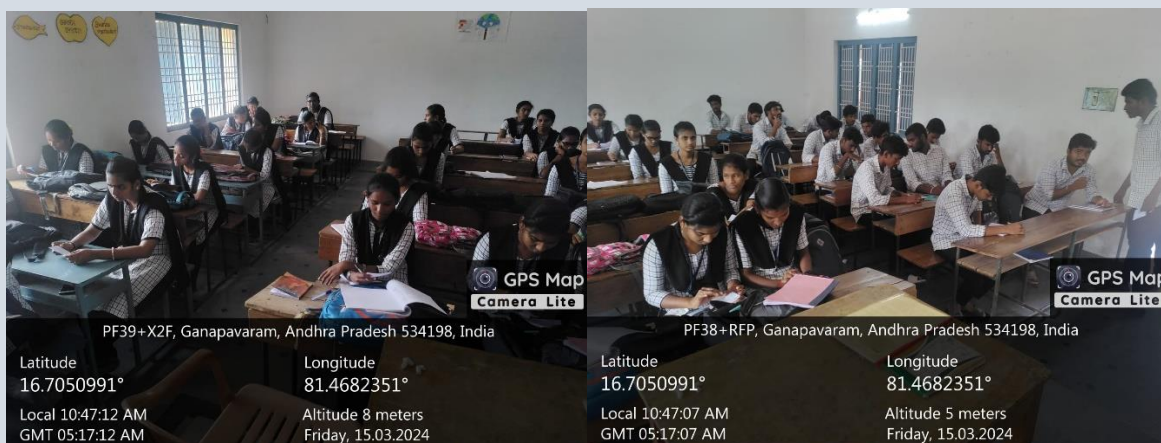 GPS Map
Camera Lite
PF39+X2F, Ganapavaram, Andhra Pradesh 534198, India
Latitude
16.7050991°
Longitude
81.4682351°
Local 10:47:12 AM
GMT 05:17:12 AM
Altitude 8 meters
Friday, 15.03.2024
GPS Map
Camera Lite
PF38+RFP, Ganapavaram, Andhra Pradesh 534198, India
Latitude
16.7050991°
Longitude
81.4682351°
Local 10:47:07 AM
GMT 05:17:07 AM
Altitude 5 meters
Friday, 15.03.2024